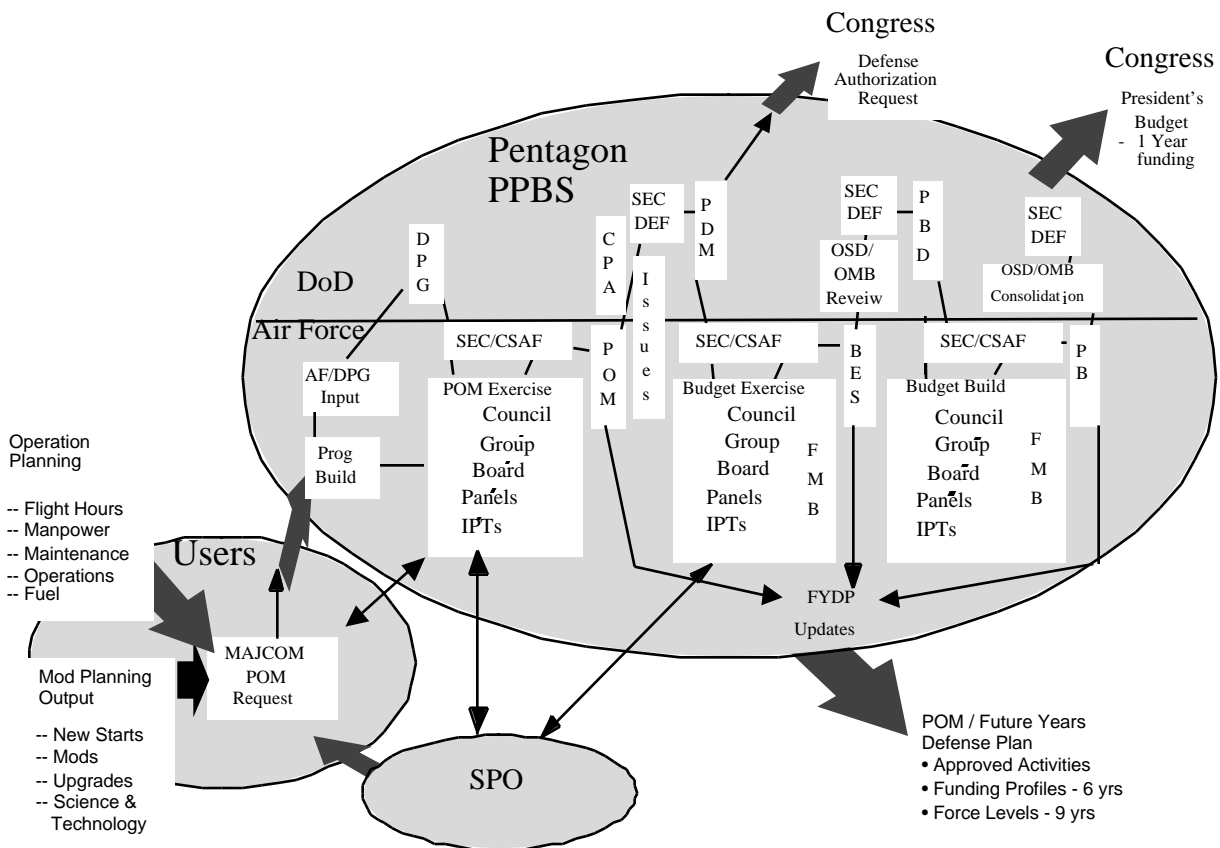 Congress
Defense
Authorization
Request
Congress
President's
Budget
- 1 Year
funding
Pentagon
PPBS
DoD
Air Force
D
P
G
C
P
A
SEC
DEF
P
D
M
I
s
s
u
e
s
SEC
DEF
OSD/
OMB
Reveiw
P
B
D
SEC
DEF
OSD/OMB
Consolidation
AF/DPG
Input
Prog
Build
SEC/CSAF
POM Exercise
Council
Group
Board
Panels
IPTs
P
O
M
SEC/CSAF
Budget Exercise
Council
Group
Board
Panels
IPTs
F
M
B
B
E
S
SEC/CSAF
Budget Build
Council
Group
Board
Panels
IPTs
F
M
B
P
B
FYDP
Updates
Operation
Planning
-- Flight Hours
-- Manpower
-- Maintenance
-- Operations
-- Fuel
Users
MAJCOM
POM
Request
Mod Planning
Output
-- New Starts
-- Mods
-- Upgrades
-- Science &
Technology
SPO
POM / Future Years
Defense Plan
• Approved Activities
• Funding Profiles - 6 yrs
• Force Levels - 9 yrs